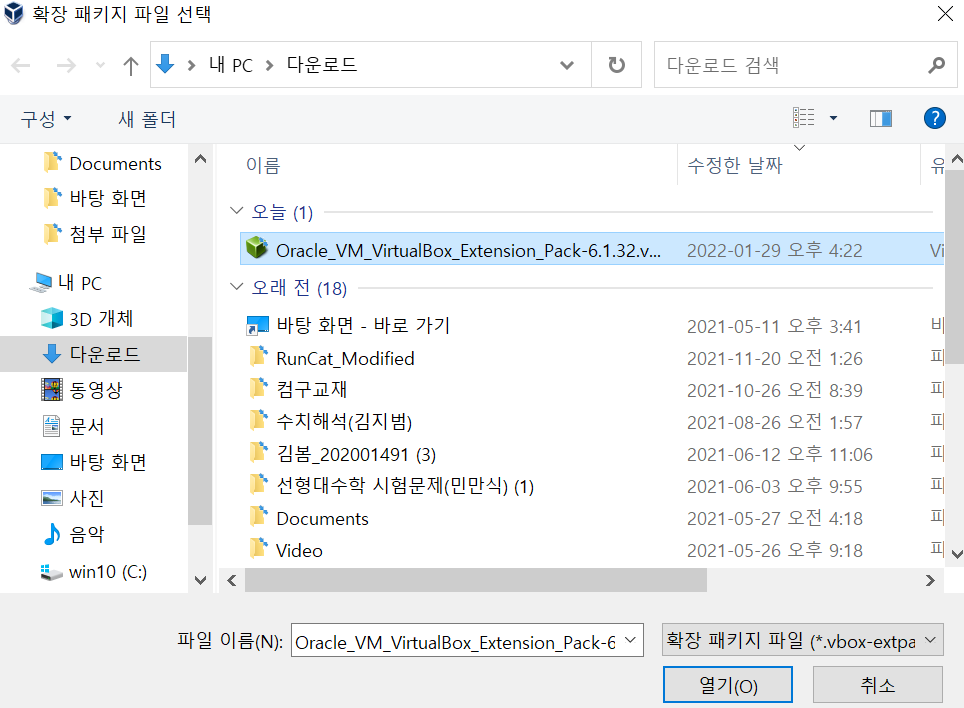 확장 패키지 파일 선택
내 PC 다운로드
다운로드 검색
구성 새 폴더
Documents
바탕 화면
첨부 파일
내 PC
3D 개체
다운로드
동영상
문서
바탕 화면
사진
음악
win10 (C:)
이름 수정한 날짜 유
오늘 (1)
Oracle_VM_VirtualBox_Extension_Pack-6.1.32.v... 2022-01-29 오후 4:22 Vi
오래 전 (18)
바탕 화면 - 바로 가기 2021-05-11 오후 3:41 바
RunCat_Modified 2021-11-20 오전 1:26 파
컴구교재 2021-10-26 오전 8:39 파
수치해석(김지범) 2021-08-26 오전 1:57 파
김봄_202001491 (3) 2021-06-12 오후 11:06 파
선형대수학 시험문제(민만식) (1) 2021-06-03 오후 9:55 파
Documents 2021-05-27 오전 4:18 파
Video 2021-05-26 오후 9:18 파
파일 이름(N): Oracle_VM_VirtualBox_Extension_Pack-6 확장 패키지 파일 (*.vbox-extpa
열기(O) 취소